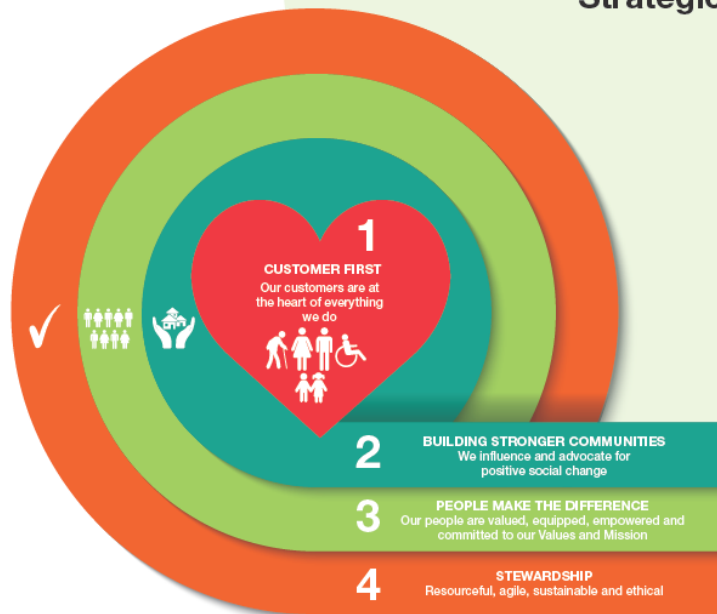 Strategic
1
CUSTOMER FIRST
Our customers are at
the heart of everything
we do
2
BUILDING STRONGER COMMUNITIES
We influence and advocate for
positive social change
3
PEOPLE MAKE THE DIFFERENCE
Our people are valued, equipped, empowered and
committed to our Values and Mission
4
STEWARDSHIP
Resourceful, agile, sustainable and ethical